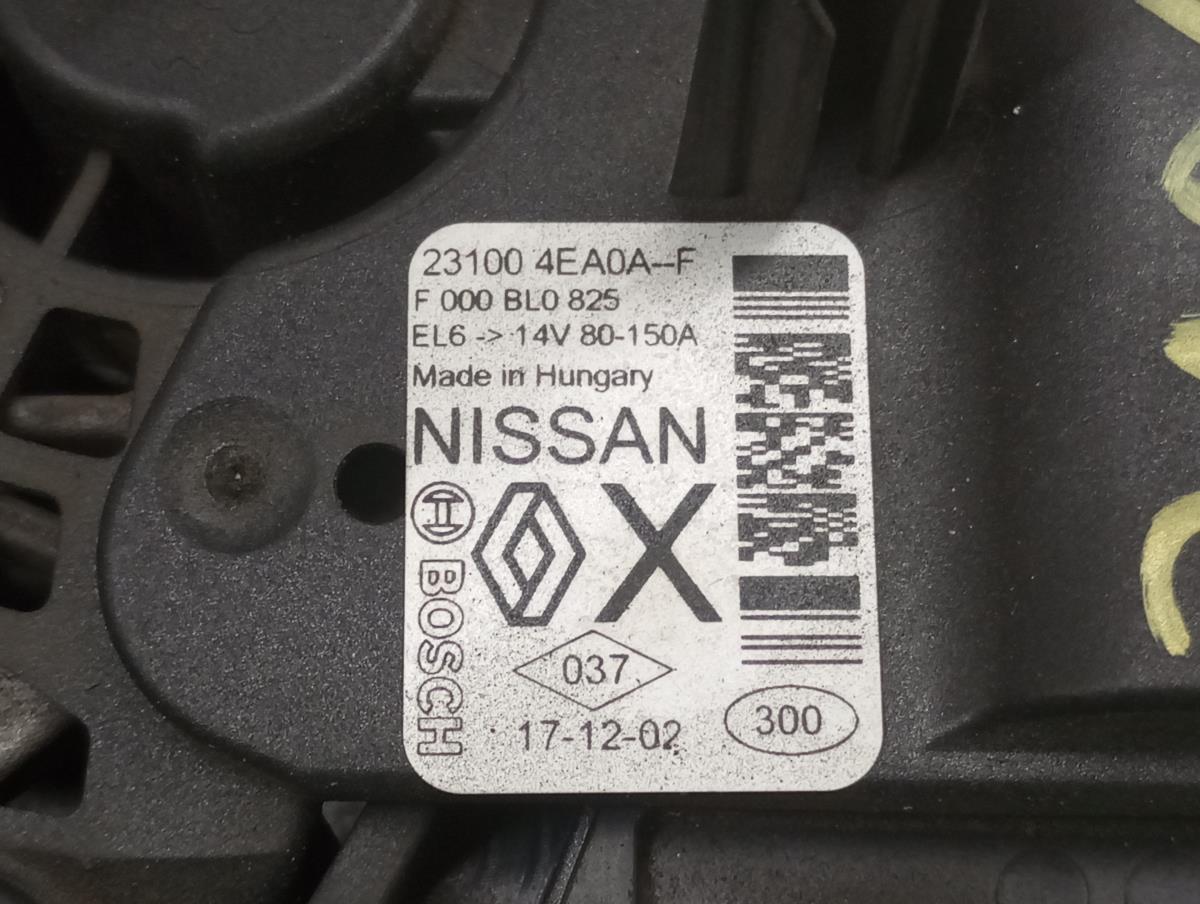 23100 4EA0A--F
F 000 BL0 825
EL6 -> 14V 80-150A
Made in Hungary
NISSAN
BOSCH
X
037
17-12-02
300